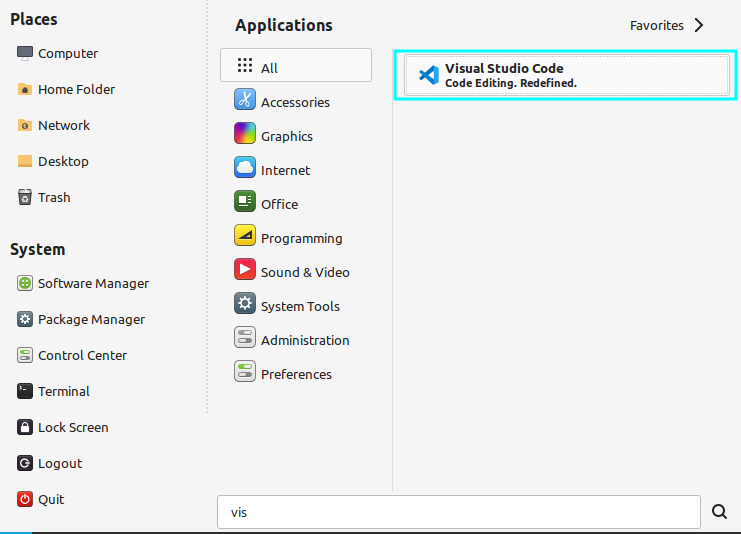 Places
Computer
Home Folder
Network
Desktop
Trash
System
Software Manager
Package Manager
Control Center
Terminal
Lock Screen
Logout
Quit
Applications
Favorites
All
Accessories
Graphics
Internet
Office
Programming
Sound & Video
System Tools
Administration
Preferences
Visual Studio Code
Code Editing. Redefined.
vis